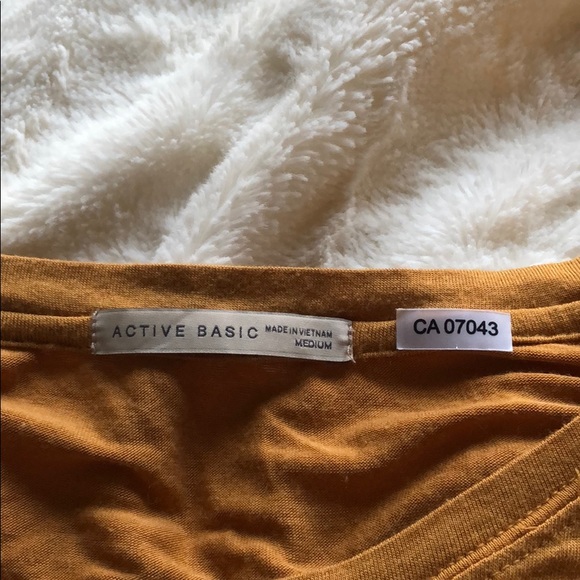 ACTIVE BASIC
MADE IN VIETNAM
MEDIUM
CA 07043